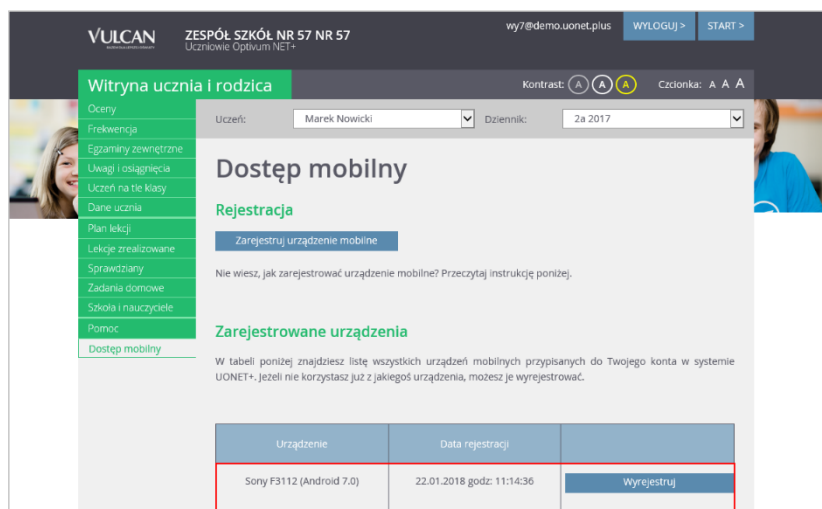 VULCAN
ZESPÓŁ SZKÓŁ NR 57 NR 57
Uczniowie Optivum NET+
wy7@demo.uonet.plus
WYLOGUJ >
START >
Witryna ucznia i rodzica
Kontrast: A A A
Czcionka: A A A
Oceny
Frekwencja
Egzaminy zewnętrzne
Uwagi i osiągnięcia
Uczeń na tle klasy
Dane ucznia
Plan lekcji
Lekcje zrealizowane
Sprawdziany
Zadania domowe
Szkoła i nauczyciele
Pomoc
Dostęp mobilny
Uczeń: Marek Nowicki Dziennik: 2a 2017
Dostęp mobilny
Rejestracja
Zarejestruj urządzenie mobilne
Nie wiesz, jak zarejestrować urządzenie mobilne? Przeczytaj instrukcję poniżej.
Zarejestrowane urządzenia
W tabeli poniżej znajdziesz listę wszystkich urządzeń mobilnych przypisanych do Twojego konta w systemie
UONET+. Jeżeli nie korzystasz już z jakiegoś urządzenia, możesz je wyrejestrować.
Urządzenie Data rejestracji
Sony F3112 (Android 7.0) 22.01.2018 godz: 11:14:36 Wyrejestruj